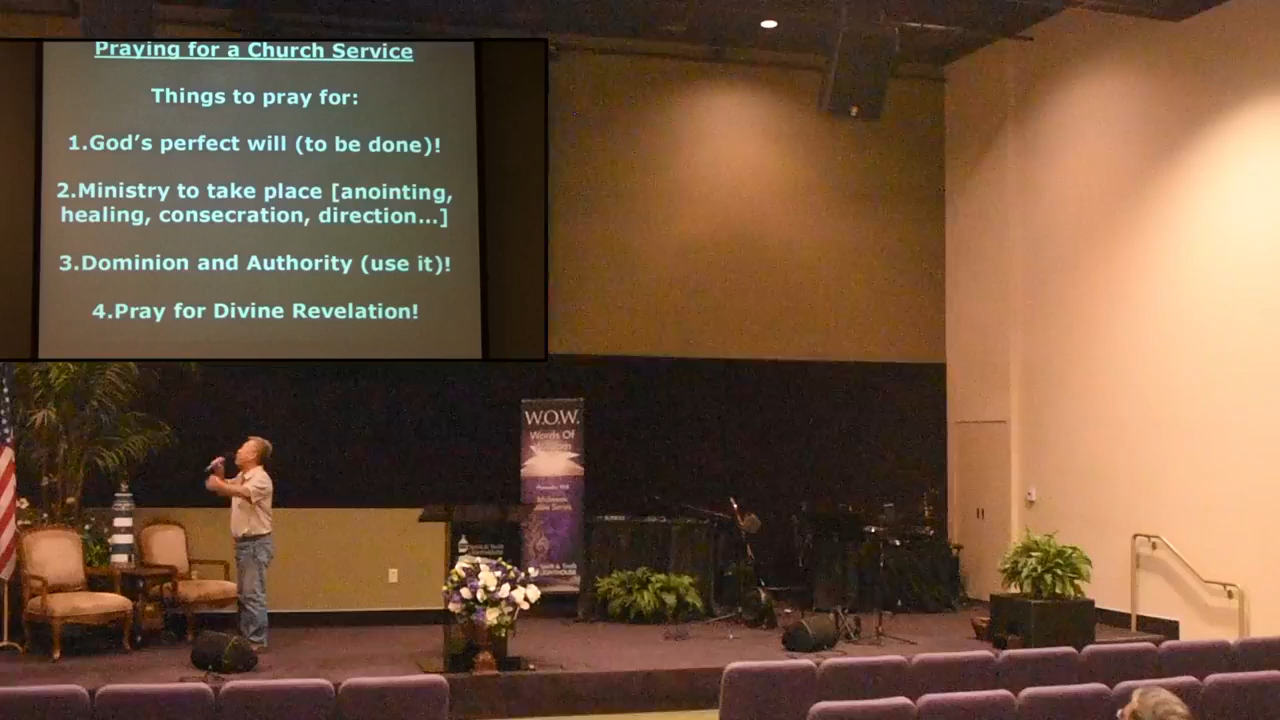 Praying for a Church Service
Things to pray for:
1.God's perfect will (to be done)!
2.Ministry to take place [anointing,
healing, consecration, direction...]
3.Dominion and Authority (use it)!
4.Pray for Divine Revelation!
W.O.W.
Words Of